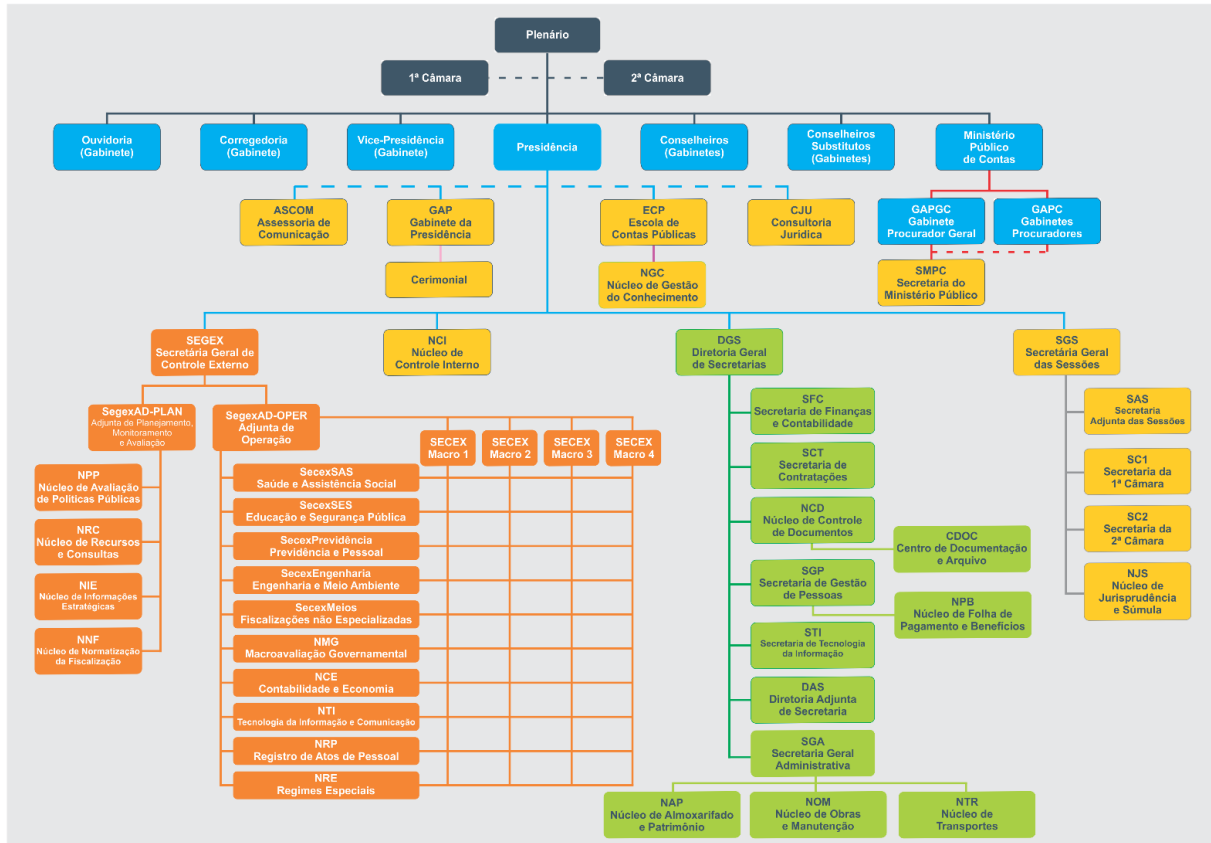 Plenário
1ª Câmara
2ª Câmara
Ouvidoria
(Gabinete)
Corregedoria
(Gabinete)
Vice-Presidência
(Gabinete)
Presidência
Conselheiros
(Gabinetes)
Conselheiros
Substitutos
(Gabinetes)
Ministério
Público
de Contas
ASCOM
Assessoria de
Comunicação
GAP
Gabinete da
Presidência
ECP
Escola de
Contas Públicas
CJU
Consultoria
Jurídica
GAPGC
Gabinete
Procurador Geral
GAPC
Gabinetes
Procuradores
Cerimonial
NGC
Núcleo de Gestão
do Conhecimento
SMPC
Secretaria do
Ministério Público
SEGEX
Secretária Geral de
Controle Externo
NCI
Núcleo de
Controle Interno
DGS
Diretoria Geral
de Secretarias
SGS
Secretária Geral
das Sessões
SegexAD-PLAN
Adjunta de Planejamento,
Monitoramento
e Avaliação
SegexAD-OPER
Adjunta de
Operação
SECEX
Macro 1
SECEX
Macro 2
SECEX
Macro 3
SECEX
Macro 4
NPP
Núcleo de Avaliação
de Políticas Públicas
NRC
Núcleo de Recursos
e Consultas
NIE
Núcleo de Informações
Estratégicas
NNF
Núcleo de Normatização
da Fiscalização
SecexSAS
Saúde e Assistência Social
SecexSES
Educação e Segurança Pública
SecexPrevidência
Previdência e Pessoal
SecexEngenharia
Engenharia e Meio Ambiente
SecexMeios
Fiscalizações não Especializadas
NMG
Macroavaliação Governamental
NCE
Contabilidade e Economia
NTI
Tecnologia da Informação e Comunicação
NRP
Registro de Atos de Pessoal
NRE
Regimes Especiais
SFC
Secretaria de Finanças
e Contabilidade
SCT
Secretaria de
Contratações
NCD
Núcleo de Controle
de Documentos
CDOC
Centro de Documentação
e Arquivo
SGP
Secretaria de Gestão
de Pessoas
NPB
Núcleo de Folha de
Pagamento e Beneficios
STI
Secretaria de Tecnologia
da Informação
DAS
Diretoria Adjunta
de Secretaria
SGA
Secretaria Geral
Administrativa
NAP
Núcleo de Almoxarifado
e Patrimônio
NOM
Núcleo de Obras
e Manutenção
NTR
Núcleo de
Transportes
SAS
Secretaria
Adjunta das Sessões
SC1
Secretaria da
1ª Câmara
SC2
Secretaria da
2ª Câmara
NJS
Núcleo de
Jurisprudência
e Súmula